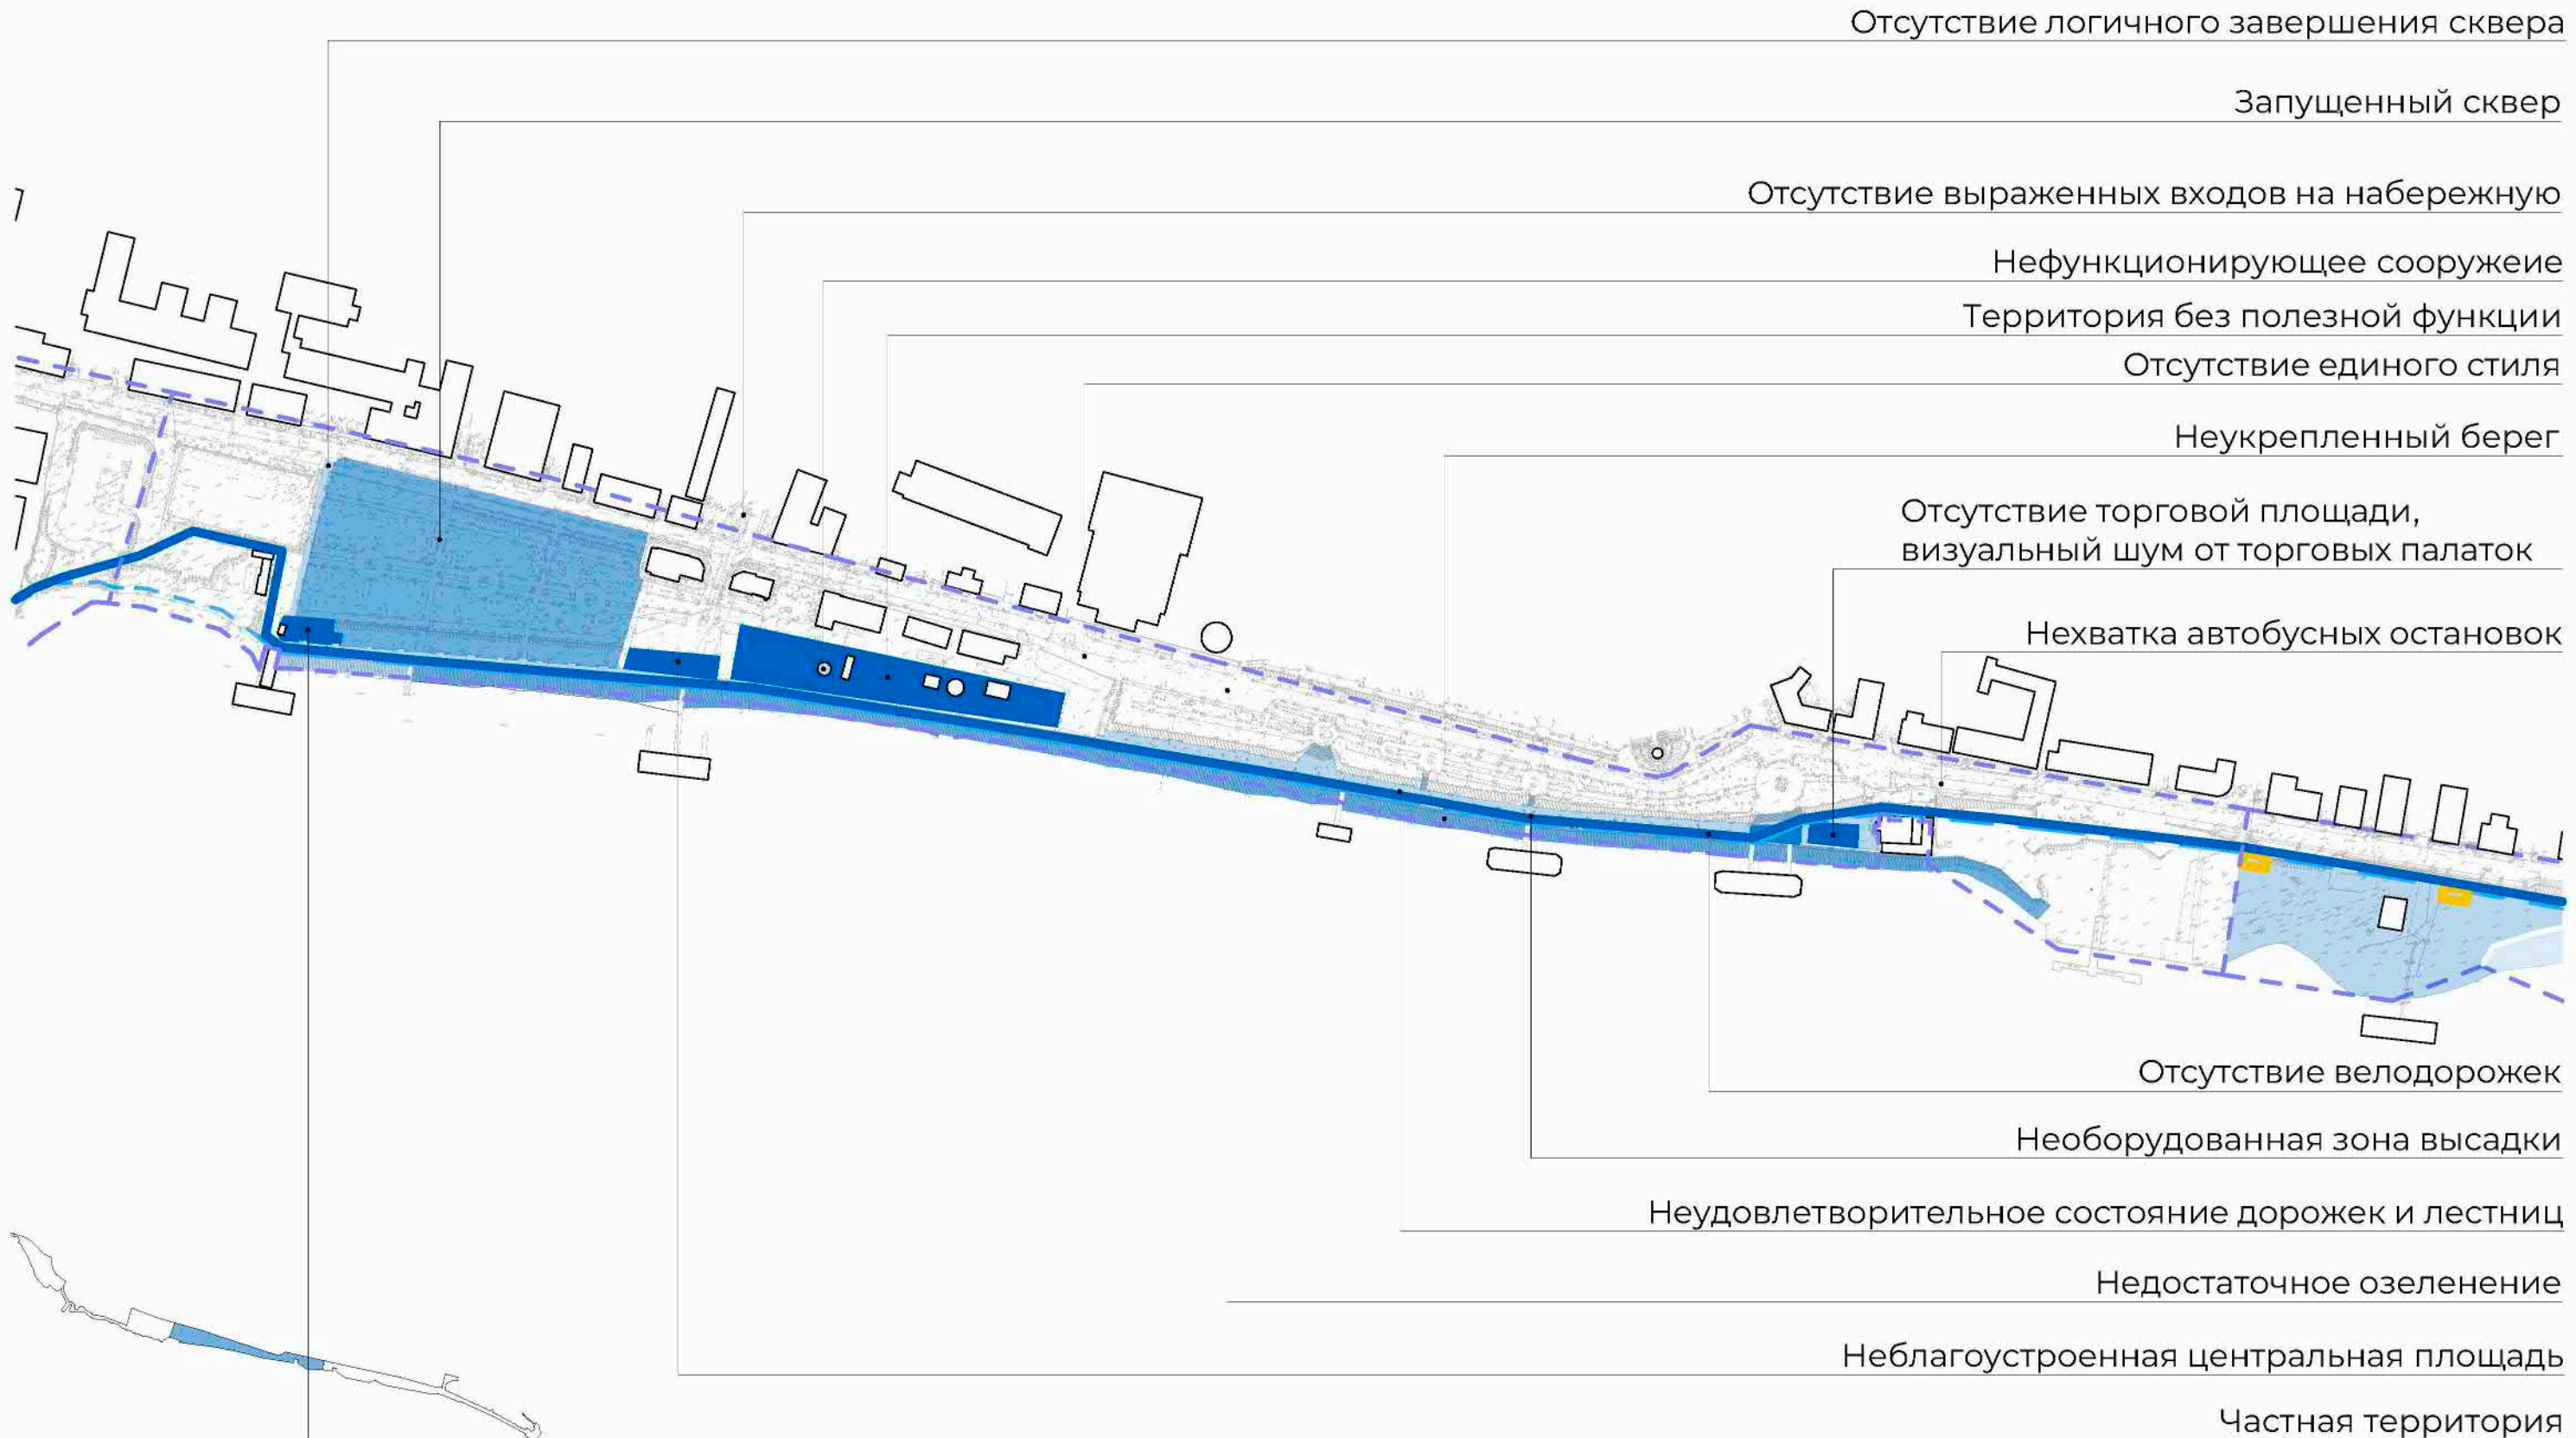 Отсутствие логичного завершения сквера
Запущенный сквер
Отсутствие выраженных входов на набережную
Нефункционирующее сооружеие
Территория без полезной функции
Отсутствие единого стиля
Неукрепленный берег
Отсутствие торговой площади,
визуальный шум от торговых палаток
Нехватка автобусных остановок
Отсутствие велодорожек
Необорудованная зона высадки
Неудовлетворительное состояние дорожек и лестниц
Недостаточное озеленение
Неблагоустроенная центральная площадь
Частная территория